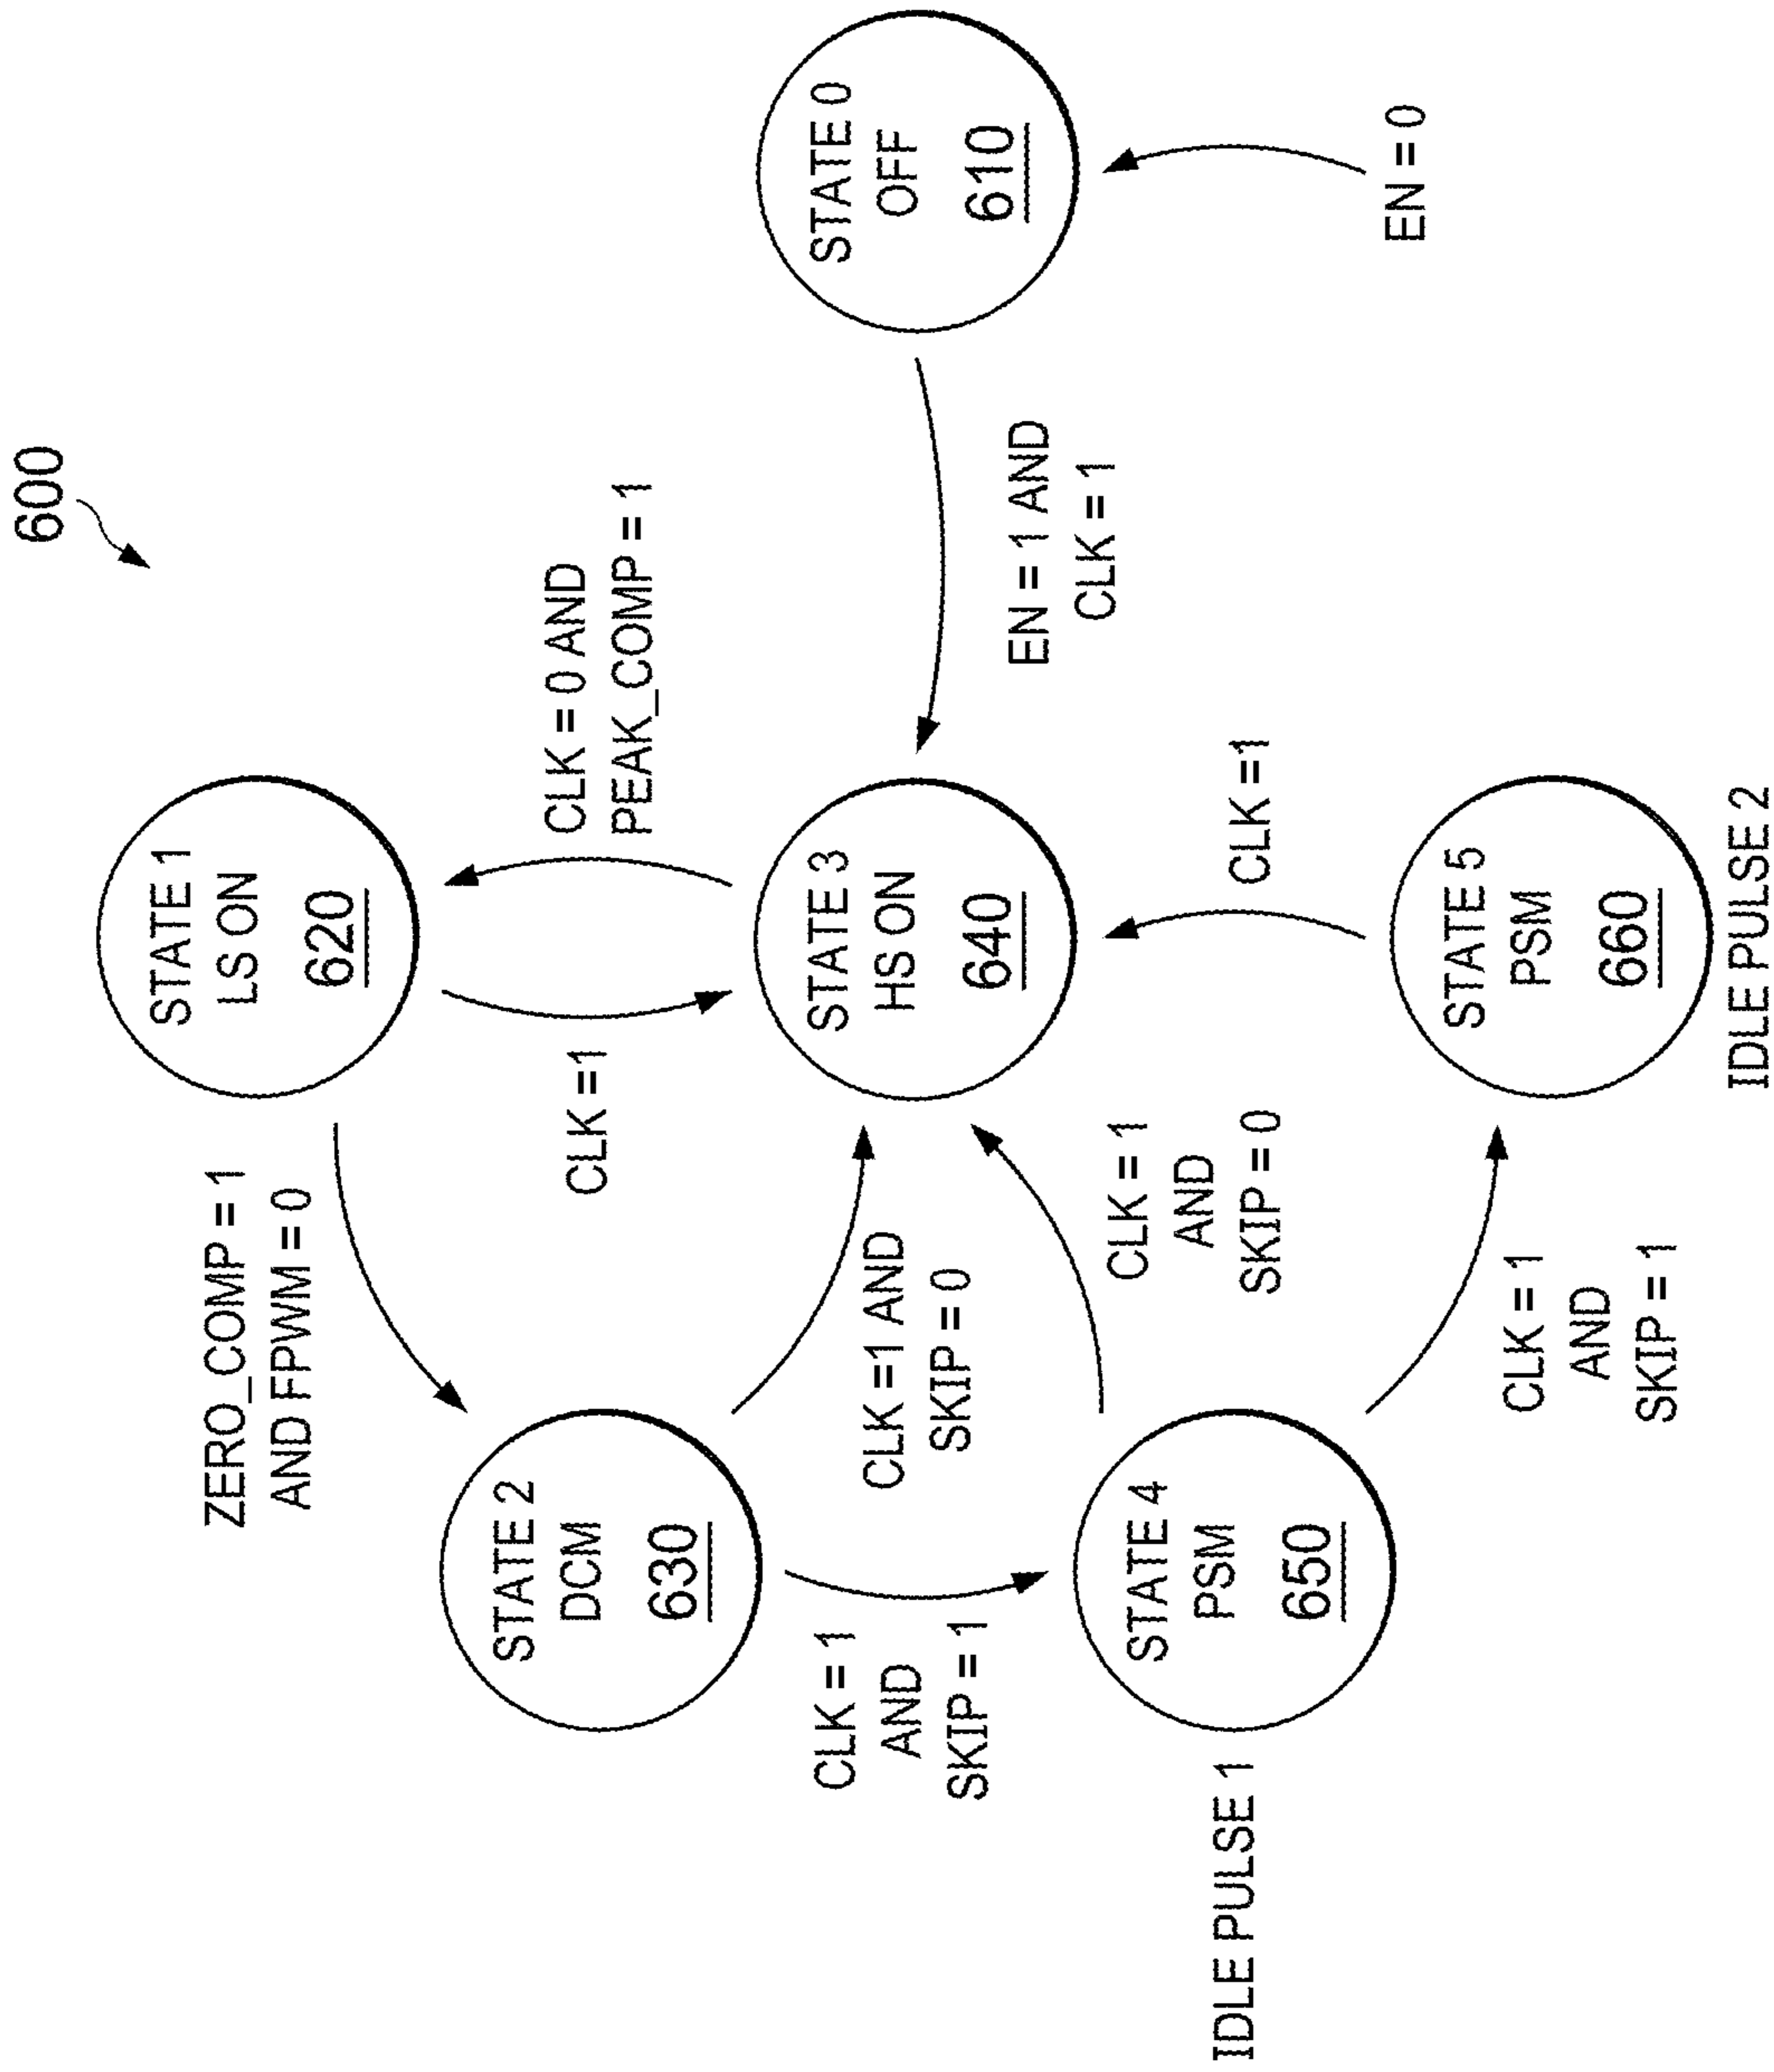 600
STATE 1
LS ON
620
ZERO_COMP = 1
AND FPWM = 0
CLK =1
CLK = 0 AND
PEAK_COMP = 1
STATE 2
DCM
630
STATE 3
HS ON
640
STATE 0
OFF
610
CLK =1 AND
SKIP = 0
EN = 1 AND
CLK = 1
CLK = 1
AND
SKIP = 1
CLK = 1
AND
SKIP = 0
CLK =1
EN = 0
STATE 4
PSM
650
IDLE PULSE 1
CLK = 1
AND
SKIP = 1
STATE 5
PSM
660
IDLE PULSE 2